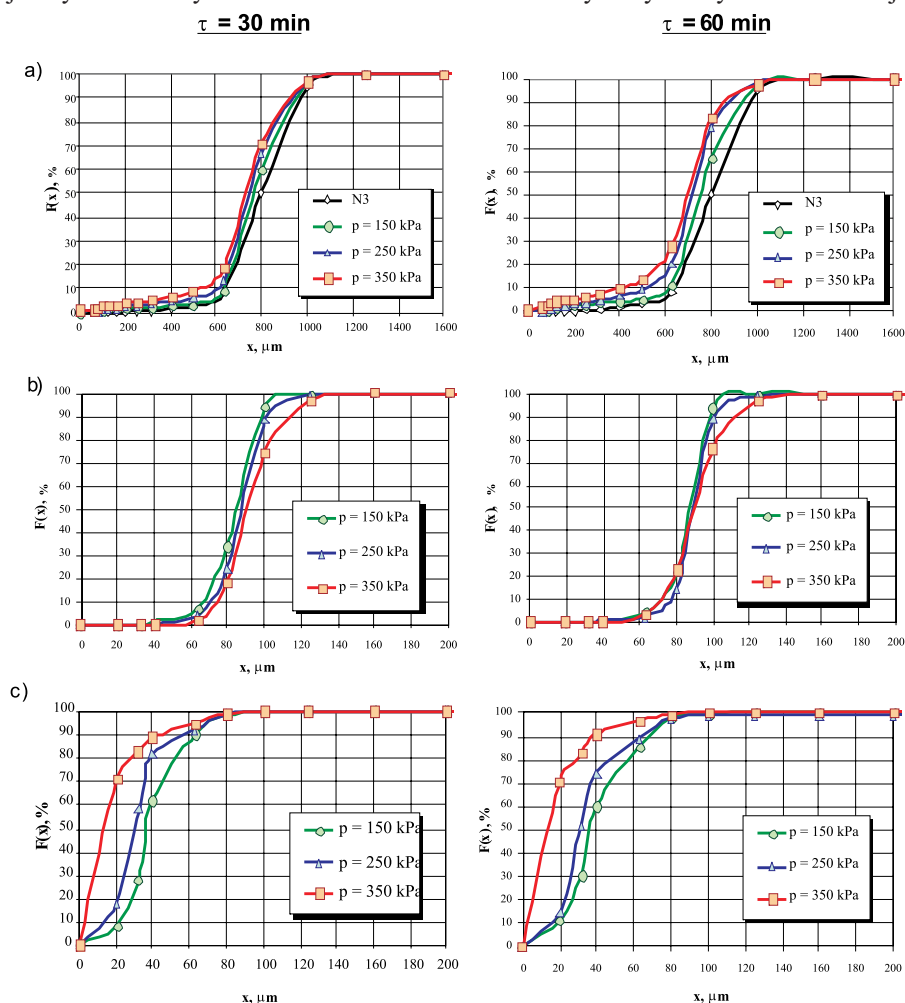 τ = 30 min
τ = 60 min
a)
100
90
80
70
60
50
40
30
20
10
0
F(x), %
N3
p = 150 kPa
p = 250 kPa
p = 350 kPa
0 200 400 600 800 1000 1200 1400 1600
x, µm
100
90
80
70
60
50
40
30
20
10
0
F(x), %
N3
p = 150 kPa
p = 250 kPa
p = 350 kPa
0 200 400 600 800 1000 1200 1400 1600
x, µm
b)
100
90
80
70
60
50
40
30
20
10
0
F(x), %
p = 150 kPa
p = 250 kPa
p = 350 kPa
0 20 40 60 80 100 120 140 160 180 200
x, µm
100
90
80
70
60
50
40
30
20
10
0
F(x), %
p = 150 kPa
p = 250 kPa
p = 350 kPa
0 20 40 60 80 100 120 140 160 180 200
x, µm
c)
100
90
80
70
60
50
40
30
20
10
0
F(x), %
p = 150 kPa
p = 250 kPa
p = 350 kPa
0 20 40 60 80 100 120 140 160 180 200
x, µm
100
90
80
70
60
50
40
30
20
10
0
F(x), %
p = 150 kPa
p = 250 kPa
p = 350 kPa
0 20 40 60 80 100 120 140 160 180 200
x, µm